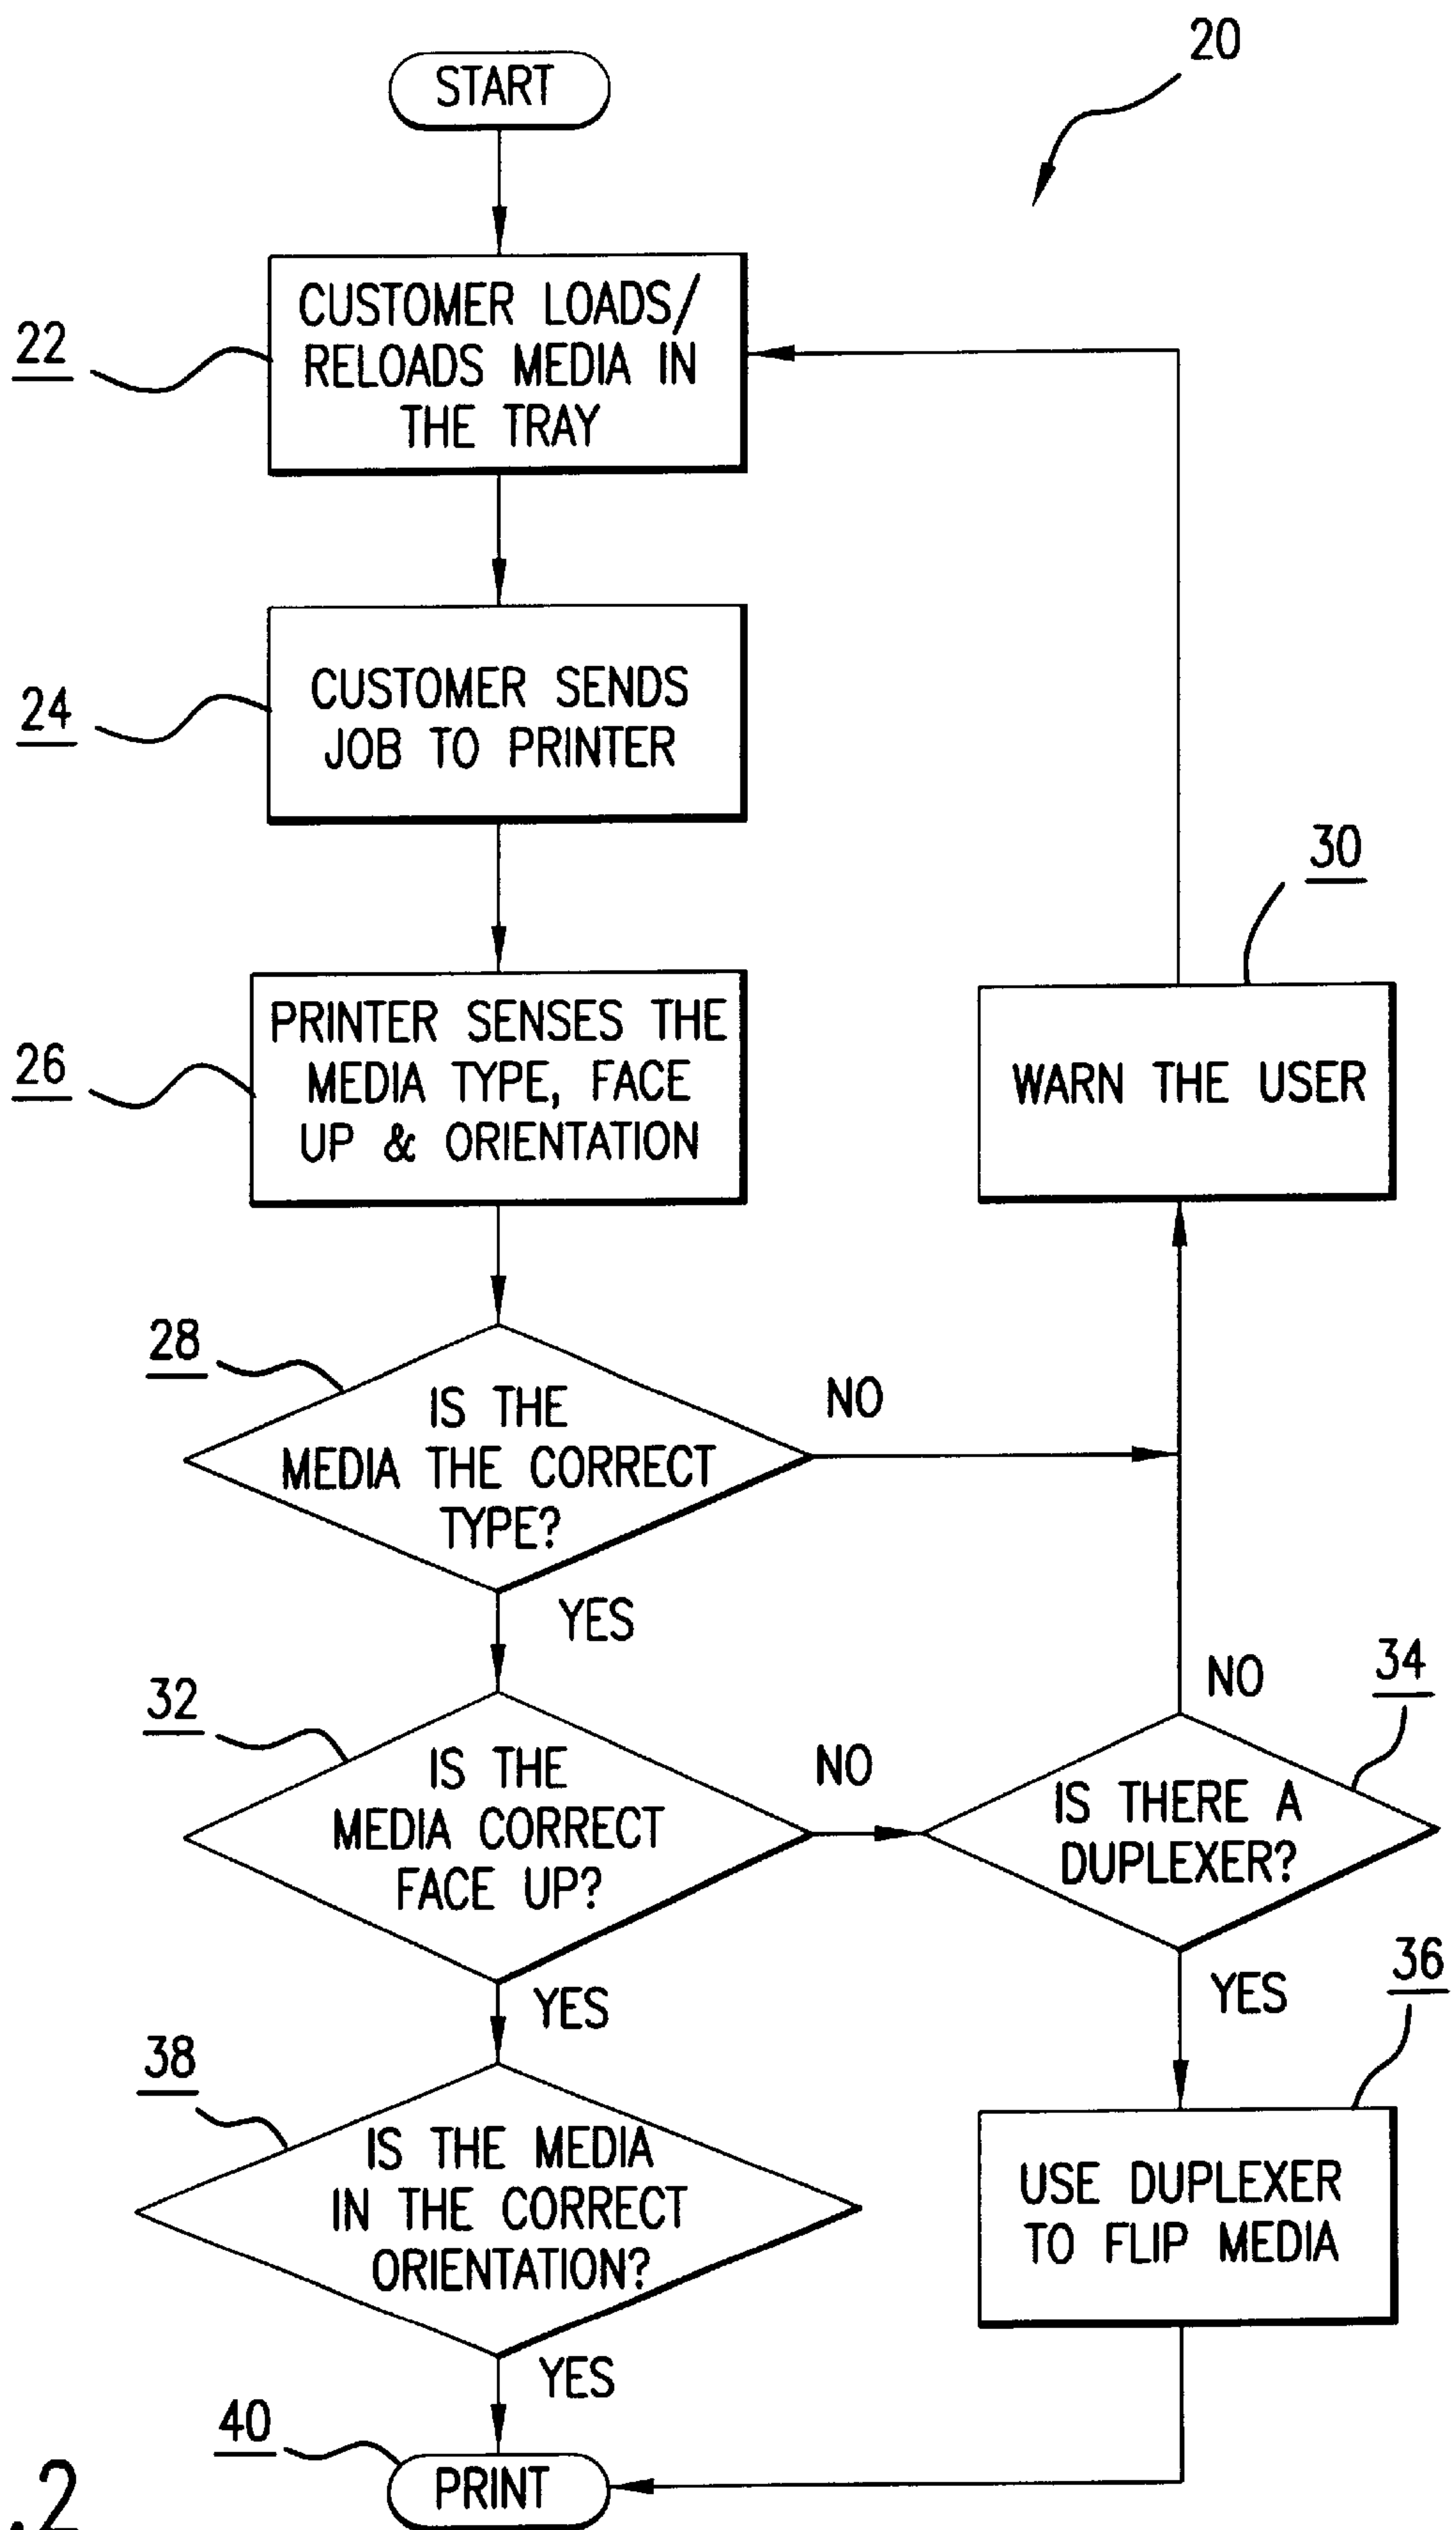 20
START
22
CUSTOMER LOADS/
RELOADS MEDIA IN
THE TRAY
24
CUSTOMER SENDS
JOB TO PRINTER
30
26
PRINTER SENSES THE
MEDIA TYPE, FACE
UP & ORIENTATION
WARN THE USER
28
IS THE
MEDIA THE CORRECT
TYPE?
NO
YES
32
IS THE
MEDIA CORRECT
FACE UP?
NO
NO
34
IS THERE A
DUPLEXER?
YES
YES
36
38
IS THE MEDIA
IN THE CORRECT
ORIENTATION?
USE DUPLEXER
TO FLIP MEDIA
YES
40
PRINT
.2